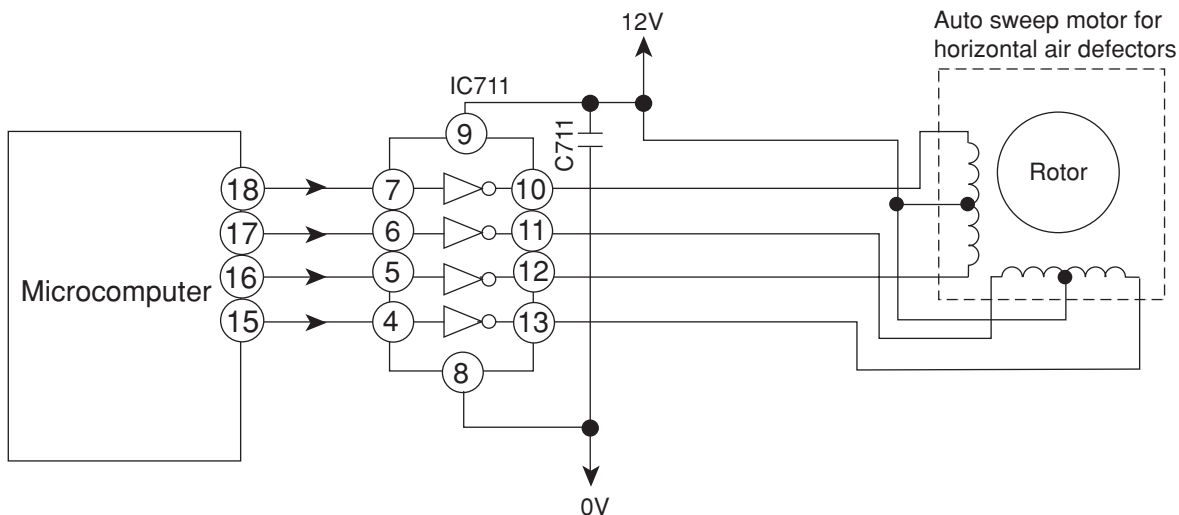 12V
Auto sweep motor for
horizontal air defectors
IC711
9
C711
Rotor
18
7
10
17
6
11
16
5
12
Microcomputer
15
4
13
8
0V